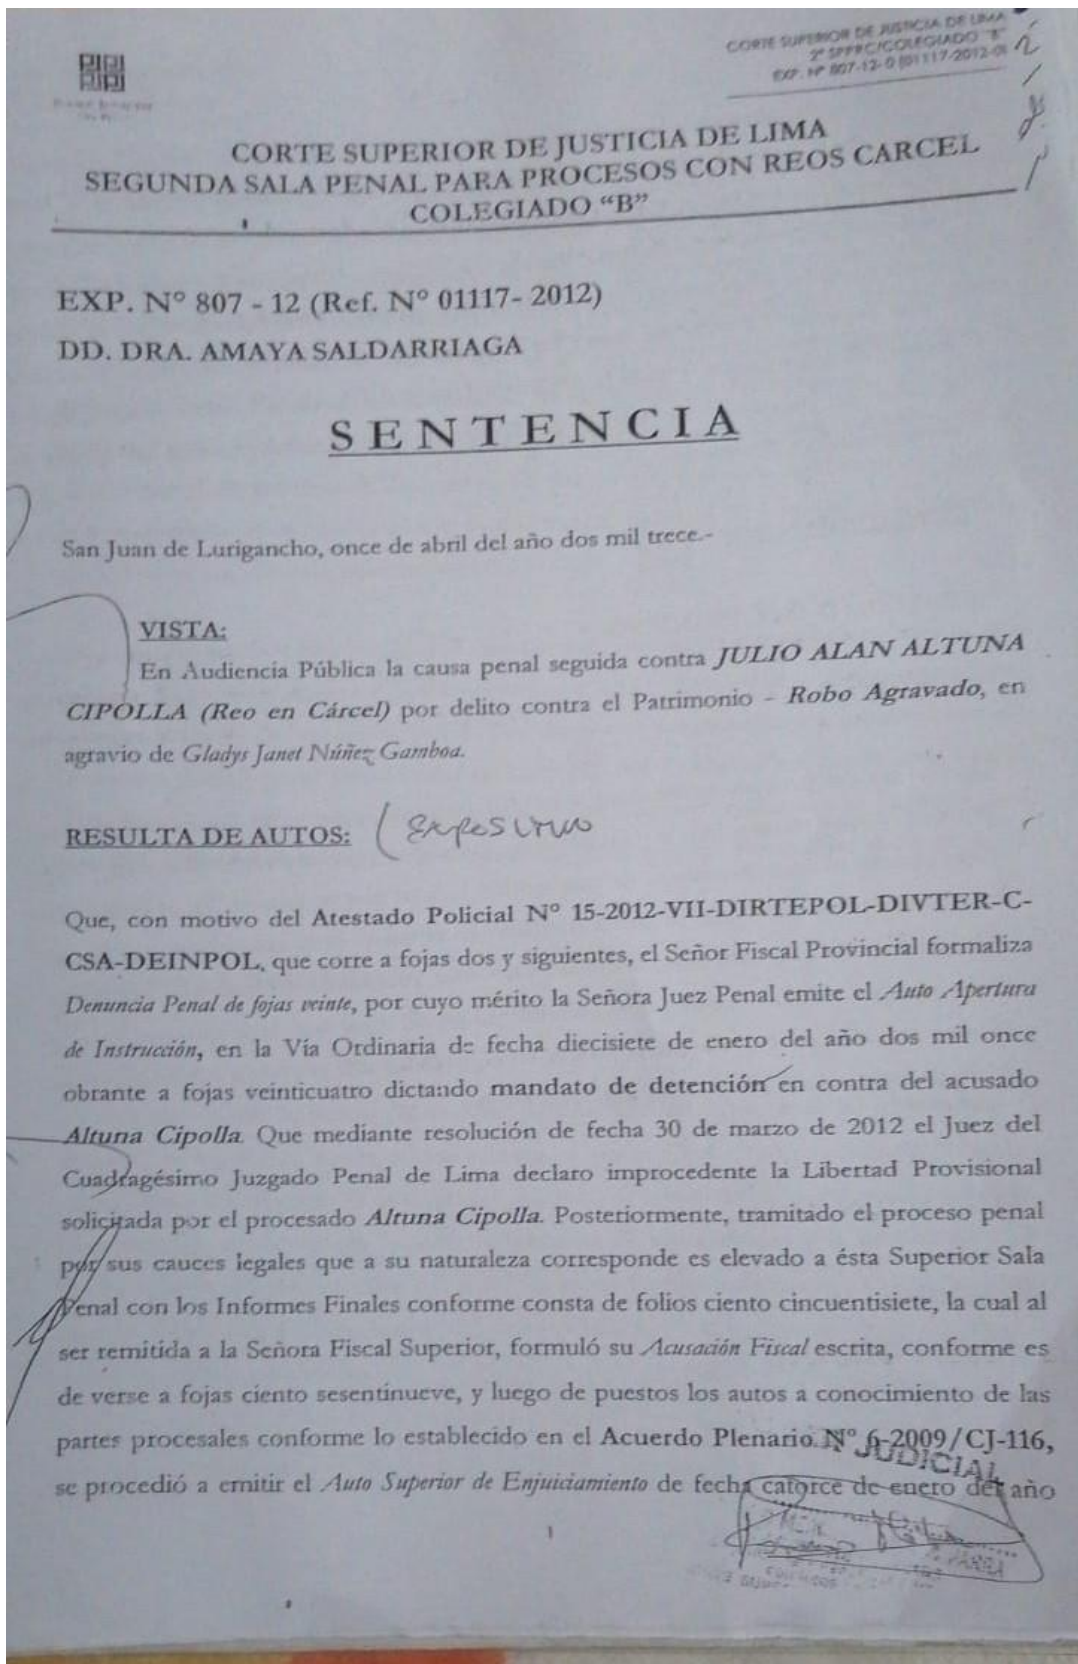 CORTE SUPERIOR DE JUSTICIA DE LIMA
2° SPPRC/COLEGIADO "B"
EXP. N° 807-12-0 (01117-2012-0)
CORTE SUPERIOR DE JUSTICIA DE LIMA
SEGUNDA SALA PENAL PARA PROCESOS CON REOS CARCEL
COLEGIADO “B”
EXP. N° 807 - 12 (Ref. N° 01117- 2012)
DD. DRA. AMAYA SALDARRIAGA
SENTENCIA
San Juan de Lurigancho, once de abril del año dos mil trece.-
VISTA:
En Audiencia Pública la causa penal seguida contra JULIO ALAN ALTUNA
CIPOLLA (Reo en Cárcel) por delito contra el Patrimonio - Robo Agravado, en
agravio de Gladys Janet Núñez Gamboa.
RESULTA DE AUTOS:
Que, con motivo del Atestado Policial N° 15-2012-VII-DIRTEPOL-DIVTER-C-
CSA-DEINPOL, que corre a fojas dos y siguientes, el Señor Fiscal Provincial formaliza
Denuncia Penal de fojas veinte, por cuyo mérito la Señora Juez Penal emite el Auto Apertura
de Instrucción, en la Vía Ordinaria de fecha diecisiete de enero del año dos mil once
obrante a fojas veinticuatro dictando mandato de detención en contra del acusado
Altuna Cipolla. Que mediante resolución de fecha 30 de marzo de 2012 el Juez del
Cuadragésimo Juzgado Penal de Lima declaro improcedente la Libertad Provisional
solicitada por el procesado Altuna Cipolla. Posteriormente, tramitado el proceso penal
por sus cauces legales que a su naturaleza corresponde es elevado a ésta Superior Sala
Penal con los Informes Finales conforme consta de folios ciento cincuentisiete, la cual al
ser remitida a la Señora Fiscal Superior, formuló su Acusación Fiscal escrita, conforme es
de verse a fojas ciento sesentinueve, y luego de puestos los autos a conocimiento de las
partes procesales conforme lo establecido en el Acuerdo Plenario N° 6-2009/CJ-116,
se procedió a emitir el Auto Superior de Enjuiciamiento de fecha catorce de enero del año
JUDICIAL
1